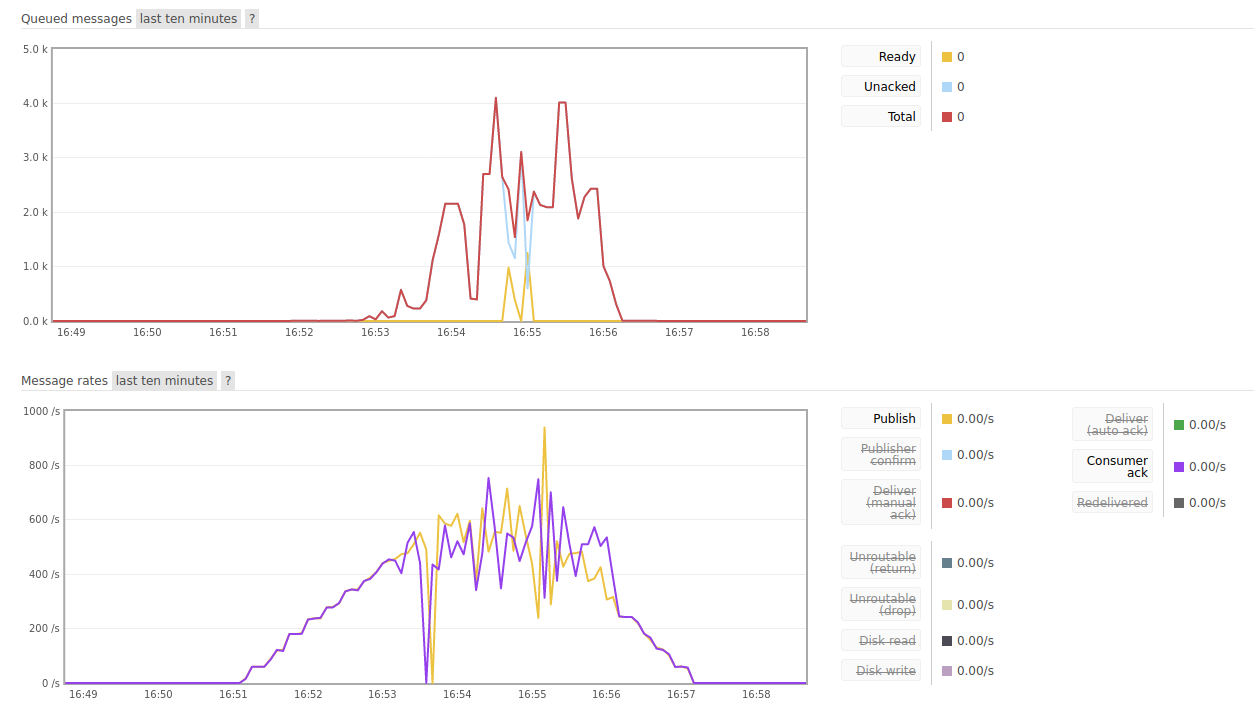 Queued messages last ten minutes ?
5.0 k
4.0 k
3.0 k
2.0 k
1.0 k
0.0 k
16:49 16:50 16:51 16:52 16:53 16:54 16:55 16:56 16:57 16:58
Ready 0
Unacked 0
Total 0
Message rates last ten minutes ?
1000 /s
800 /s
600 /s
400 /s
200 /s
0 /s
16:49 16:50 16:51 16:52 16:53 16:54 16:55 16:56 16:57 16:58
Publish 0.00/s
Publisher
confirm 0.00/s
Deliver
(manual
ack) 0.00/s
Unroutable
(return) 0.00/s
Unroutable
(drop) 0.00/s
Disk read 0.00/s
Disk write 0.00/s
Deliver
(auto ack) 0.00/s
Consumer
ack 0.00/s
Redelivered 0.00/s